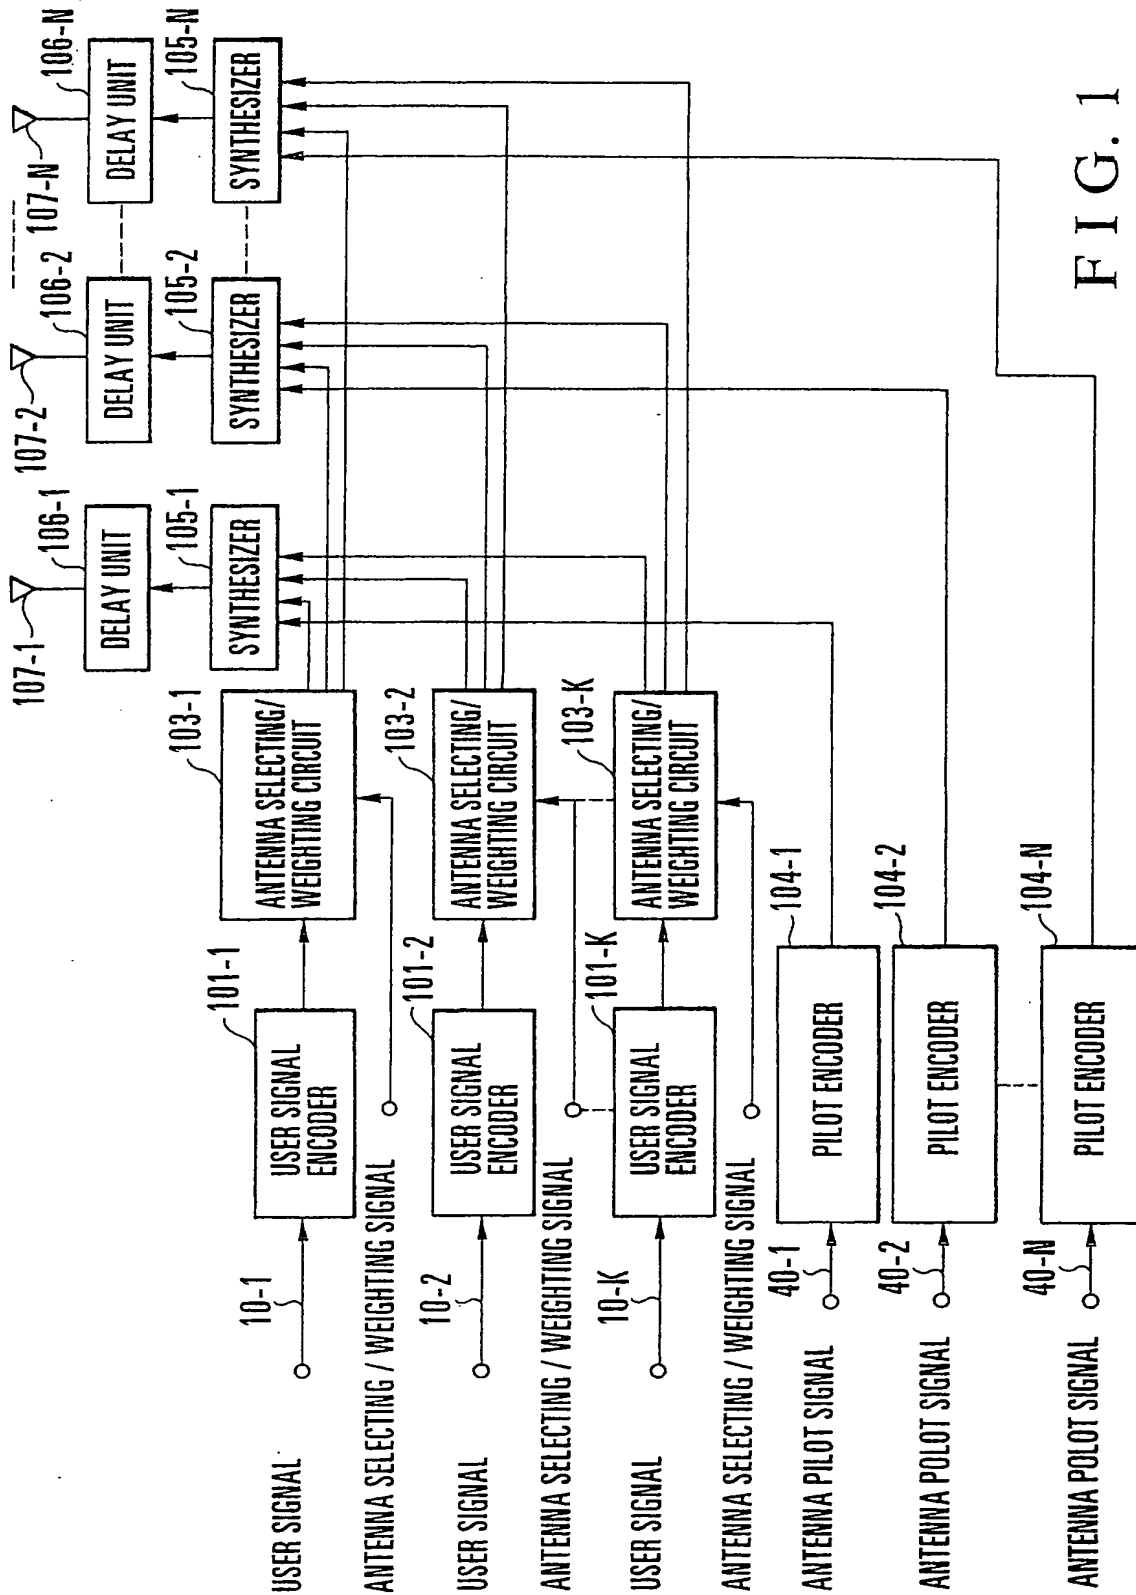 107-1
107-2
107-N
106-1
106-2
106-N
DELAY UNIT
DELAY UNIT
DELAY UNIT
105-1
105-2
105-N
SYNTHESIZER
SYNTHESIZER
SYNTHESIZER
USER SIGNAL
10-1
USER SIGNAL
ENCODER
101-1
ANTENNA SELECTING/
WEIGHTING CIRCUIT
103-1
ANTENNA SELECTING / WEIGHTING SIGNAL
USER SIGNAL
10-2
USER SIGNAL
ENCODER
101-2
ANTENNA SELECTING/
WEIGHTING CIRCUIT
103-2
ANTENNA SELECTING / WEIGHTING SIGNAL
USER SIGNAL
10-K
USER SIGNAL
ENCODER
101-K
ANTENNA SELECTING/
WEIGHTING CIRCUIT
103-K
ANTENNA SELECTING / WEIGHTING SIGNAL
ANTENNA PILOT SIGNAL
40-1
PILOT ENCODER
104-1
ANTENNA POLOT SIGNAL
40-2
PILOT ENCODER
104-2
ANTENNA POLOT SIGNAL
40-N
PILOT ENCODER
104-N
FIG. 1